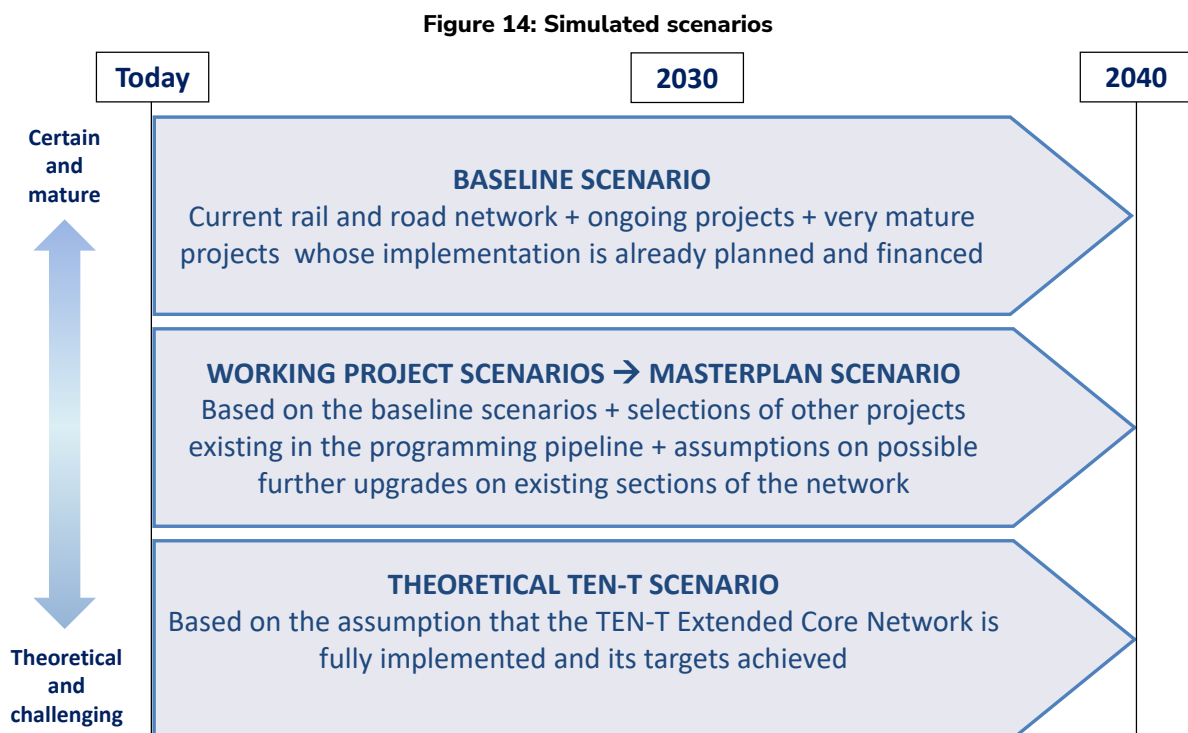 Figure 14: Simulated scenarios
Today
2030
2040
Certain
and
mature
BASELINE SCENARIO
Current rail and road network + ongoing projects + very mature
projects  whose implementation is already planned and financed
WORKING PROJECT SCENARIOS → MASTERPLAN SCENARIO
Based on the baseline scenarios + selections of other projects
existing in the programming pipeline + assumptions on possible
further upgrades on existing sections of the network
THEORETICAL TEN-T SCENARIO
Based on the assumption that the TEN-T Extended Core Network is
fully implemented and its targets achieved
Theoretical
and
challenging